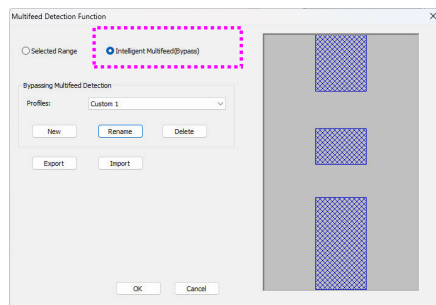 Multifeed Detection Function
Selected Range
Intelligent Multifeed(Bypass)
Bypassing Multifeed Detection
Profiles: Custom 1
New Rename Delete
Export Import
OK Cancel